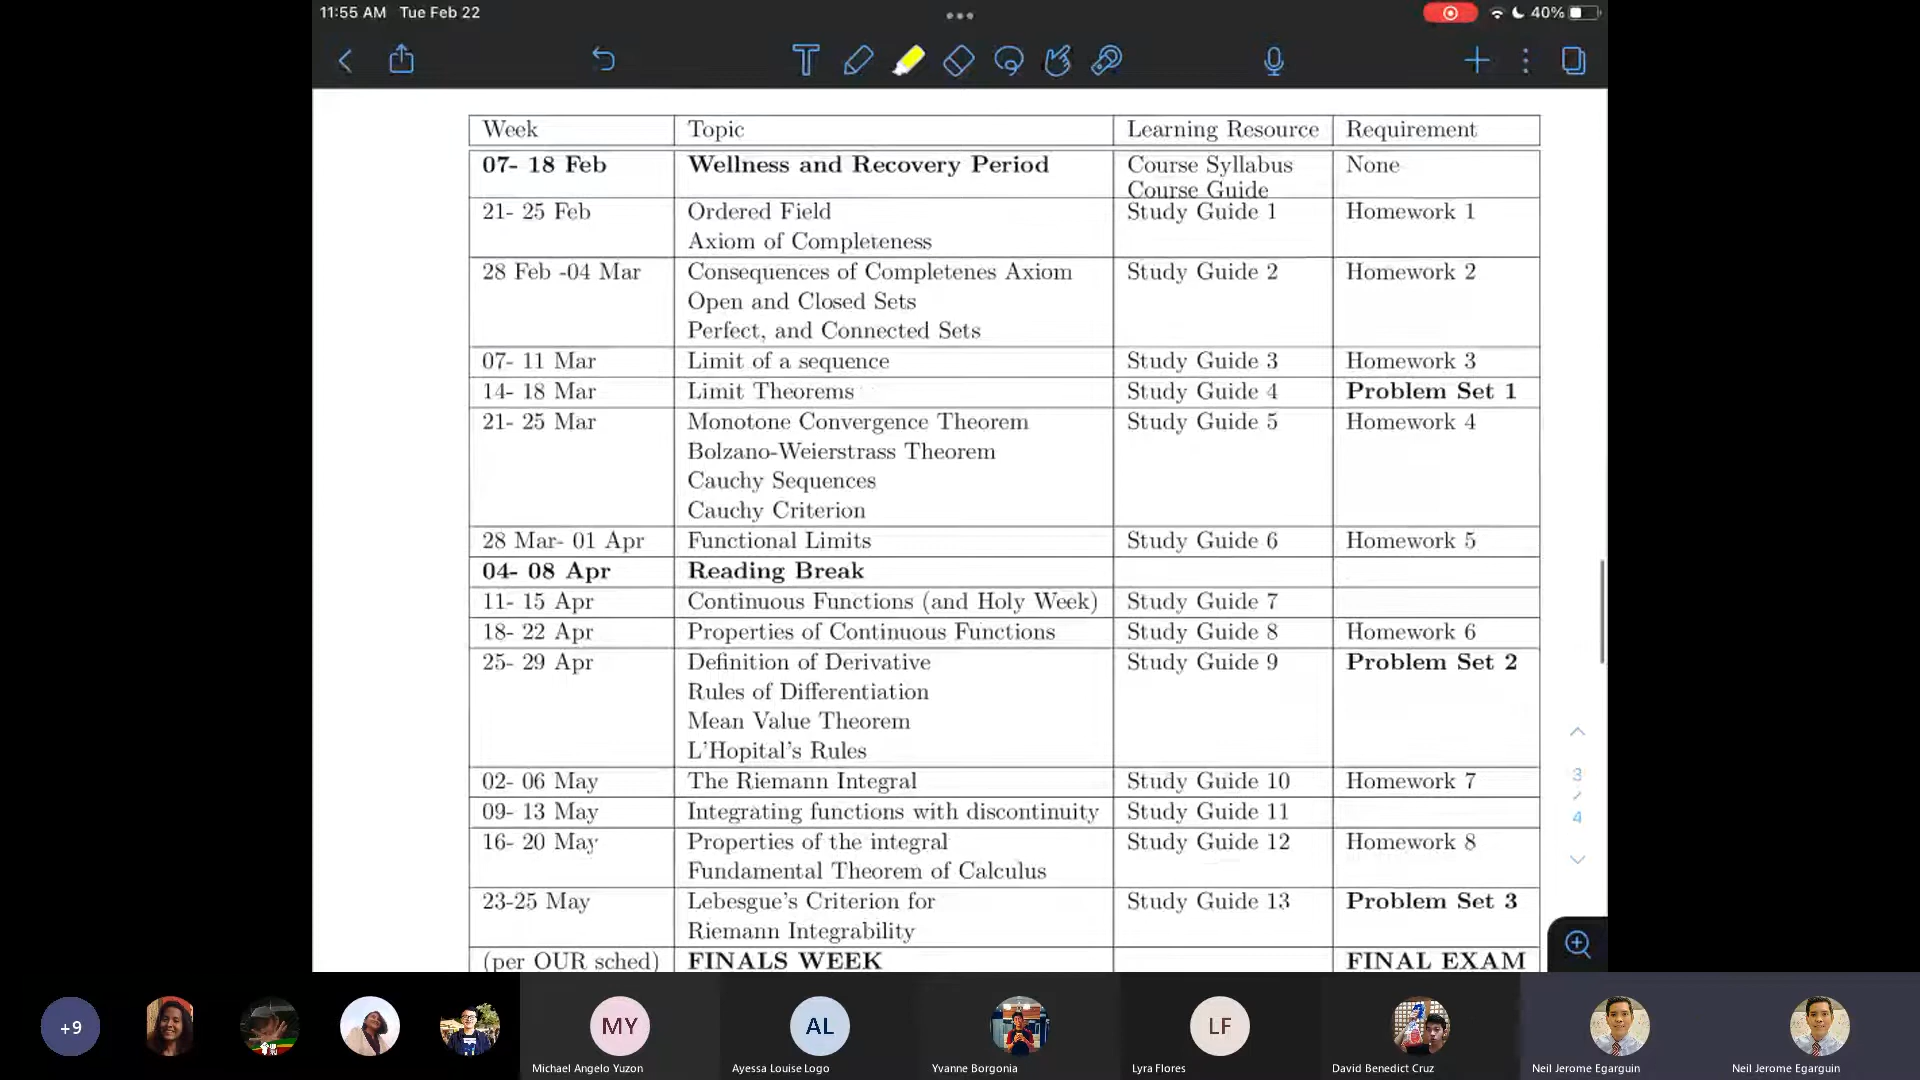 11:55 AM Tue Feb 22
40%
Week Topic Learning Resource Requirement
07- 18 Feb Wellness and Recovery Period Course Syllabus None
Course Guide
21- 25 Feb Ordered Field Study Guide 1 Homework 1
Axiom of Completeness
28 Feb -04 Mar Consequences of Completenes Axiom Study Guide 2 Homework 2
Open and Closed Sets
Perfect, and Connected Sets
07- 11 Mar Limit of a sequence Study Guide 3 Homework 3
14- 18 Mar Limit Theorems Study Guide 4 Problem Set 1
21- 25 Mar Monotone Convergence Theorem Study Guide 5 Homework 4
Bolzano-Weierstrass Theorem
Cauchy Sequences
Cauchy Criterion
28 Mar- 01 Apr Functional Limits Study Guide 6 Homework 5
04- 08 Apr Reading Break
11- 15 Apr Continuous Functions (and Holy Week) Study Guide 7
18- 22 Apr Properties of Continuous Functions Study Guide 8 Homework 6
25- 29 Apr Definition of Derivative Study Guide 9 Problem Set 2
Rules of Differentiation
Mean Value Theorem
L'Hopital's Rules
02- 06 May The Riemann Integral Study Guide 10 Homework 7
09- 13 May Integrating functions with discontinuity Study Guide 11
16- 20 May Properties of the integral Study Guide 12 Homework 8
Fundamental Theorem of Calculus
23-25 May Lebesgue's Criterion for Study Guide 13 Problem Set 3
Riemann Integrability
(per OUR sched) FINALS WEEK FINAL EXAM
3 / 4
+9 MY AL LF
Michael Angelo Yuzon Ayessa Louise Logo Yvanne Borgonia Lyra Flores David Benedict Cruz Neil Jerome Egarguin Neil Jerome Egarguin